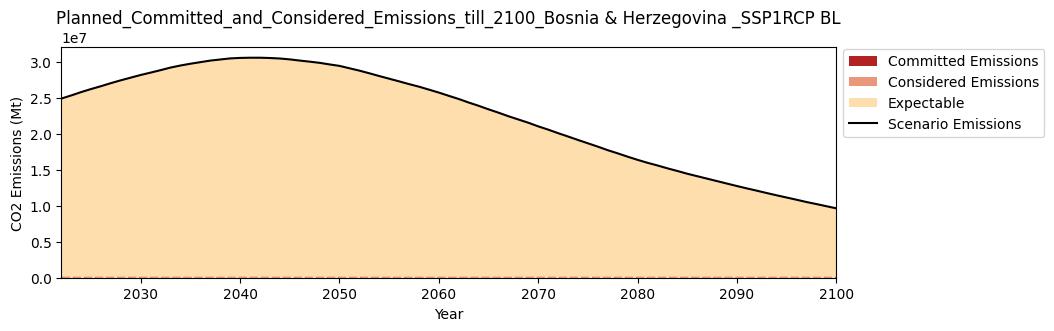 Planned_Committed_and_Considered_Emissions_till_2100_Bosnia & Herzegovina _SSP1RCP BL
1e7
3.0
2.5
2.0
1.5
1.0
0.5
0.0
CO2 Emissions (Mt)
2030 2040 2050 2060 2070 2080 2090 2100
Year
Committed Emissions
Considered Emissions
Expectable
Scenario Emissions